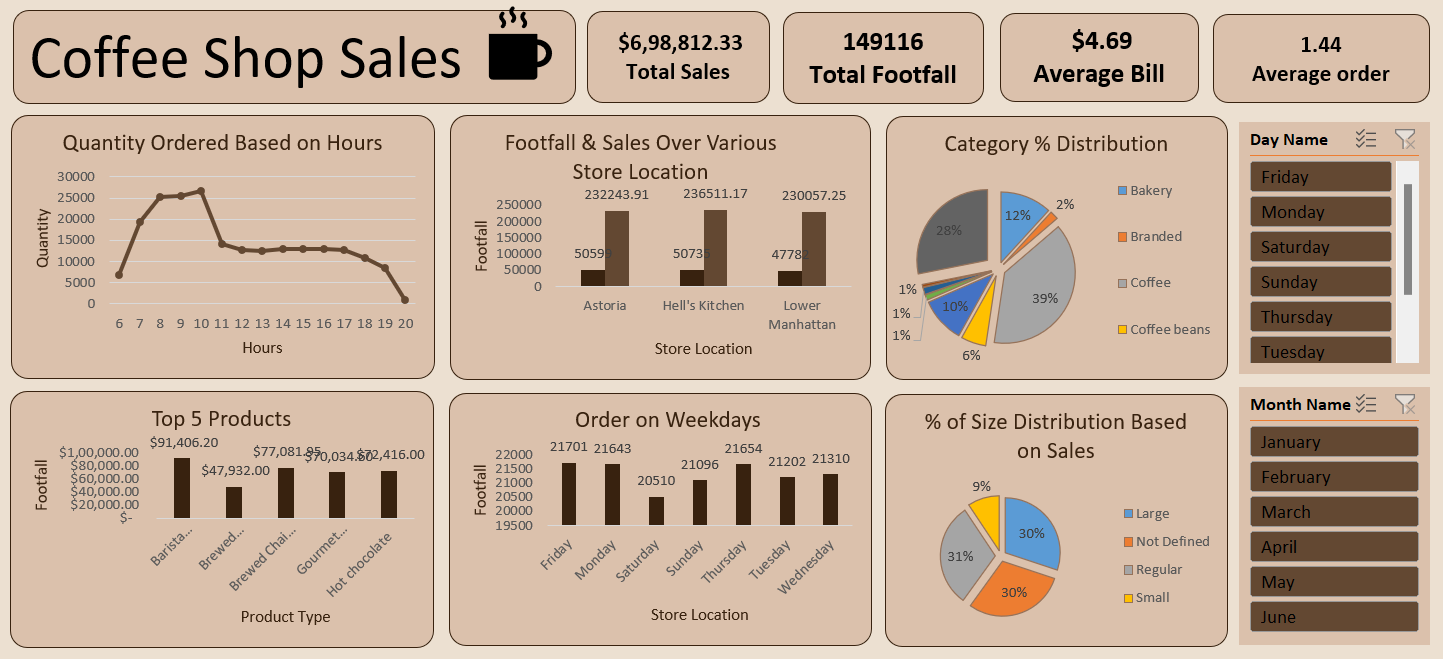 Coffee Shop Sales
$6,98,812.33
Total Sales
149116
Total Footfall
$4.69
Average Bill
1.44
Average order
Quantity Ordered Based on Hours
30000
25000
20000
15000
10000
5000
0
Quantity
6 7 8 9 10 11 12 13 14 15 16 17 18 19 20
Hours
Footfall & Sales Over Various
Store Location
232243.91 236511.17 230057.25
250000
200000
150000
100000
50000
0
Footfall
50599 50735 47782
Astoria Hell's Kitchen Lower
Manhattan
Store Location
Category % Distribution
12%
2%
28%
39%
1%
1%
1%
10%
6%
Bakery
Branded
Coffee
Coffee beans
Day Name
Friday
Monday
Saturday
Sunday
Thursday
Tuesday
Top 5 Products
$91,406.20 $47,932.00 $77,081.95 $70,034.60 $72,416.00
$1,00,000.00
$80,000.00
$60,000.00
$40,000.00
$20,000.00
$-
Footfall
Barista... Brewed... Brewed Chai... Gourmet... Hot chocolate
Product Type
Order on Weekdays
21701 21643 20510 21096 21654 21202 21310
22000
21500
21000
20500
20000
19500
Footfall
Friday Monday Saturday Sunday Thursday Tuesday Wednesday
Store Location
% of Size Distribution Based
on Sales
9%
30%
31%
30%
Large
Not Defined
Regular
Small
Month Name
January
February
March
April
May
June